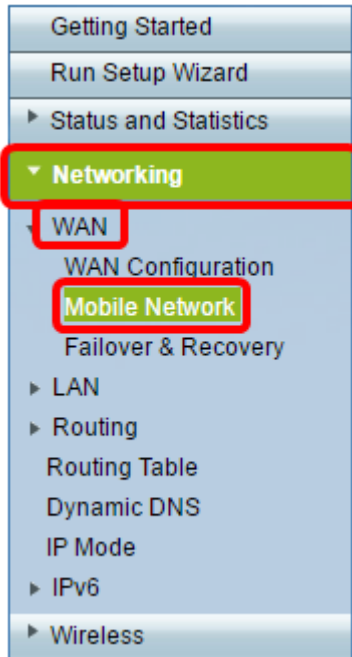 Getting Started
Run Setup Wizard
Status and Statistics
Networking
WAN
WAN Configuration
Mobile Network
Failover & Recovery
LAN
Routing
Routing Table
Dynamic DNS
IP Mode
IPv6
Wireless